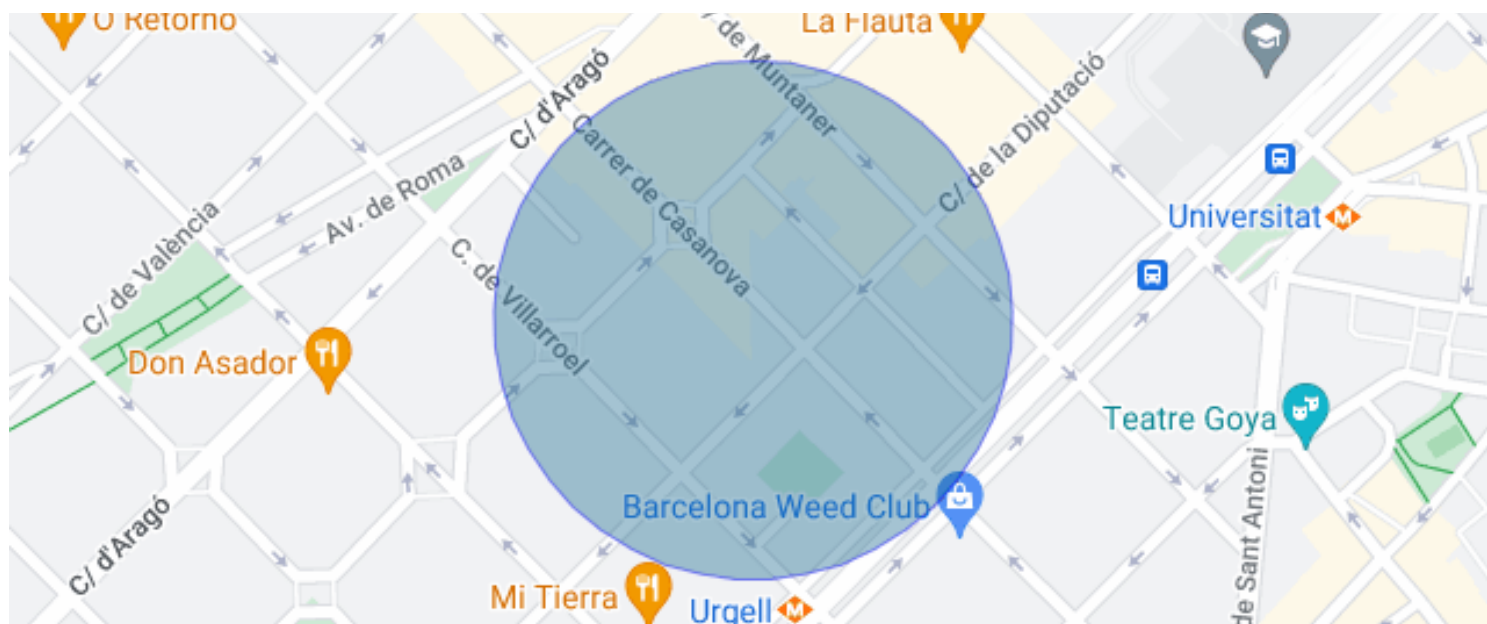 O Retorno
La Flauta
de Muntaner
C/ d'Aragó
C/ de la Diputació
Carrer de Casanova
Av. de Roma
Universitat
M
C/ de València
C. de Villarroel
Don Asador
Teatre Goya
Barcelona Weed Club
C/ d'Aragó
de Sant Antoni
Mi Tierra
Urgell
M